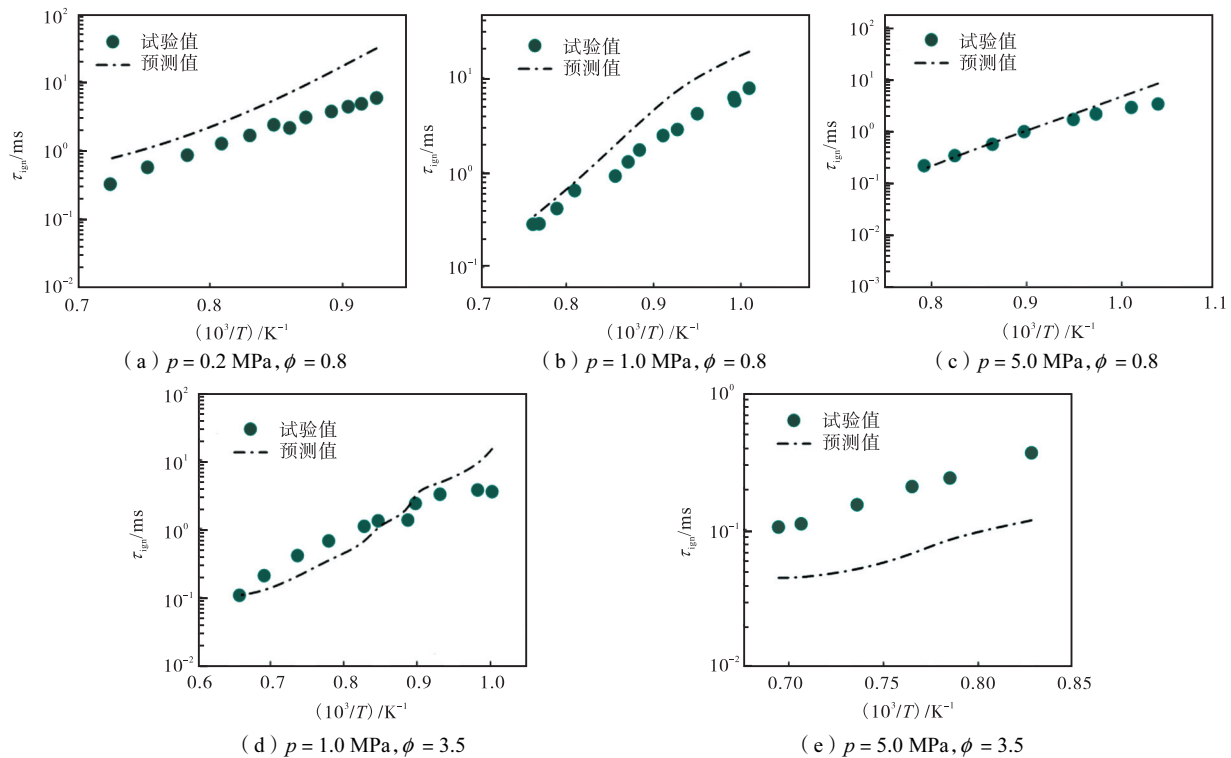 10²
10¹
10⁰
10⁻¹
10⁻²
τ_ign/ms
试验值
预测值
0.7 0.8 0.9
(10³/T)/K⁻¹
(a) p = 0.2 MPa, ϕ = 0.8
10¹
10⁰
10⁻¹
τ_ign/ms
试验值
预测值
0.7 0.8 0.9 1.0
(10³/T)/K⁻¹
(b) p = 1.0 MPa, ϕ = 0.8
10²
10¹
10⁰
10⁻¹
10⁻²
10⁻³
τ_ign/ms
试验值
预测值
0.8 0.9 1.0 1.1
(10³/T)/K⁻¹
(c) p = 5.0 MPa, ϕ = 0.8
10²
10¹
10⁰
10⁻¹
10⁻²
τ_ign/ms
试验值
预测值
0.6 0.7 0.8 0.9 1.0
(10³/T)/K⁻¹
(d) p = 1.0 MPa, ϕ = 3.5
10⁰
10⁻¹
10⁻²
τ_ign/ms
试验值
预测值
0.70 0.75 0.80 0.85
(10³/T)/K⁻¹
(e) p = 5.0 MPa, ϕ = 3.5